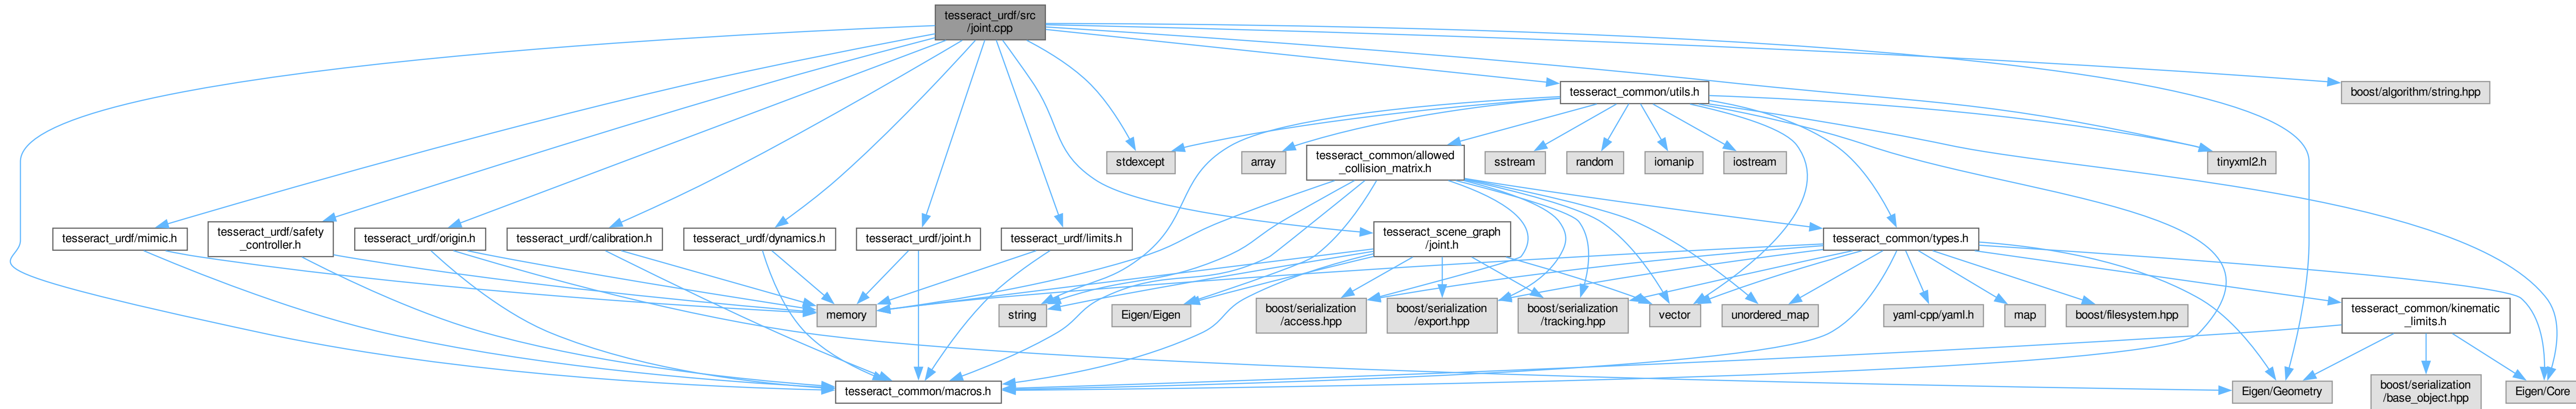 tesseract_urdf/src
/joint.cpp
tesseract_common/utils.h
boost/algorithm/string.hpp
stdexcept
array
tesseract_common/allowed
_collision_matrix.h
sstream
random
iomanip
iostream
tinyxml2.h
tesseract_urdf/mimic.h
tesseract_urdf/safety
_controller.h
tesseract_urdf/origin.h
tesseract_urdf/calibration.h
tesseract_urdf/dynamics.h
tesseract_urdf/joint.h
tesseract_urdf/limits.h
tesseract_scene_graph
/joint.h
tesseract_common/types.h
memory
string
Eigen/Eigen
boost/serialization
/access.hpp
boost/serialization
/export.hpp
boost/serialization
/tracking.hpp
vector
unordered_map
yaml-cpp/yaml.h
map
boost/filesystem.hpp
tesseract_common/kinematic
_limits.h
tesseract_common/macros.h
Eigen/Geometry
boost/serialization
/base_object.hpp
Eigen/Core